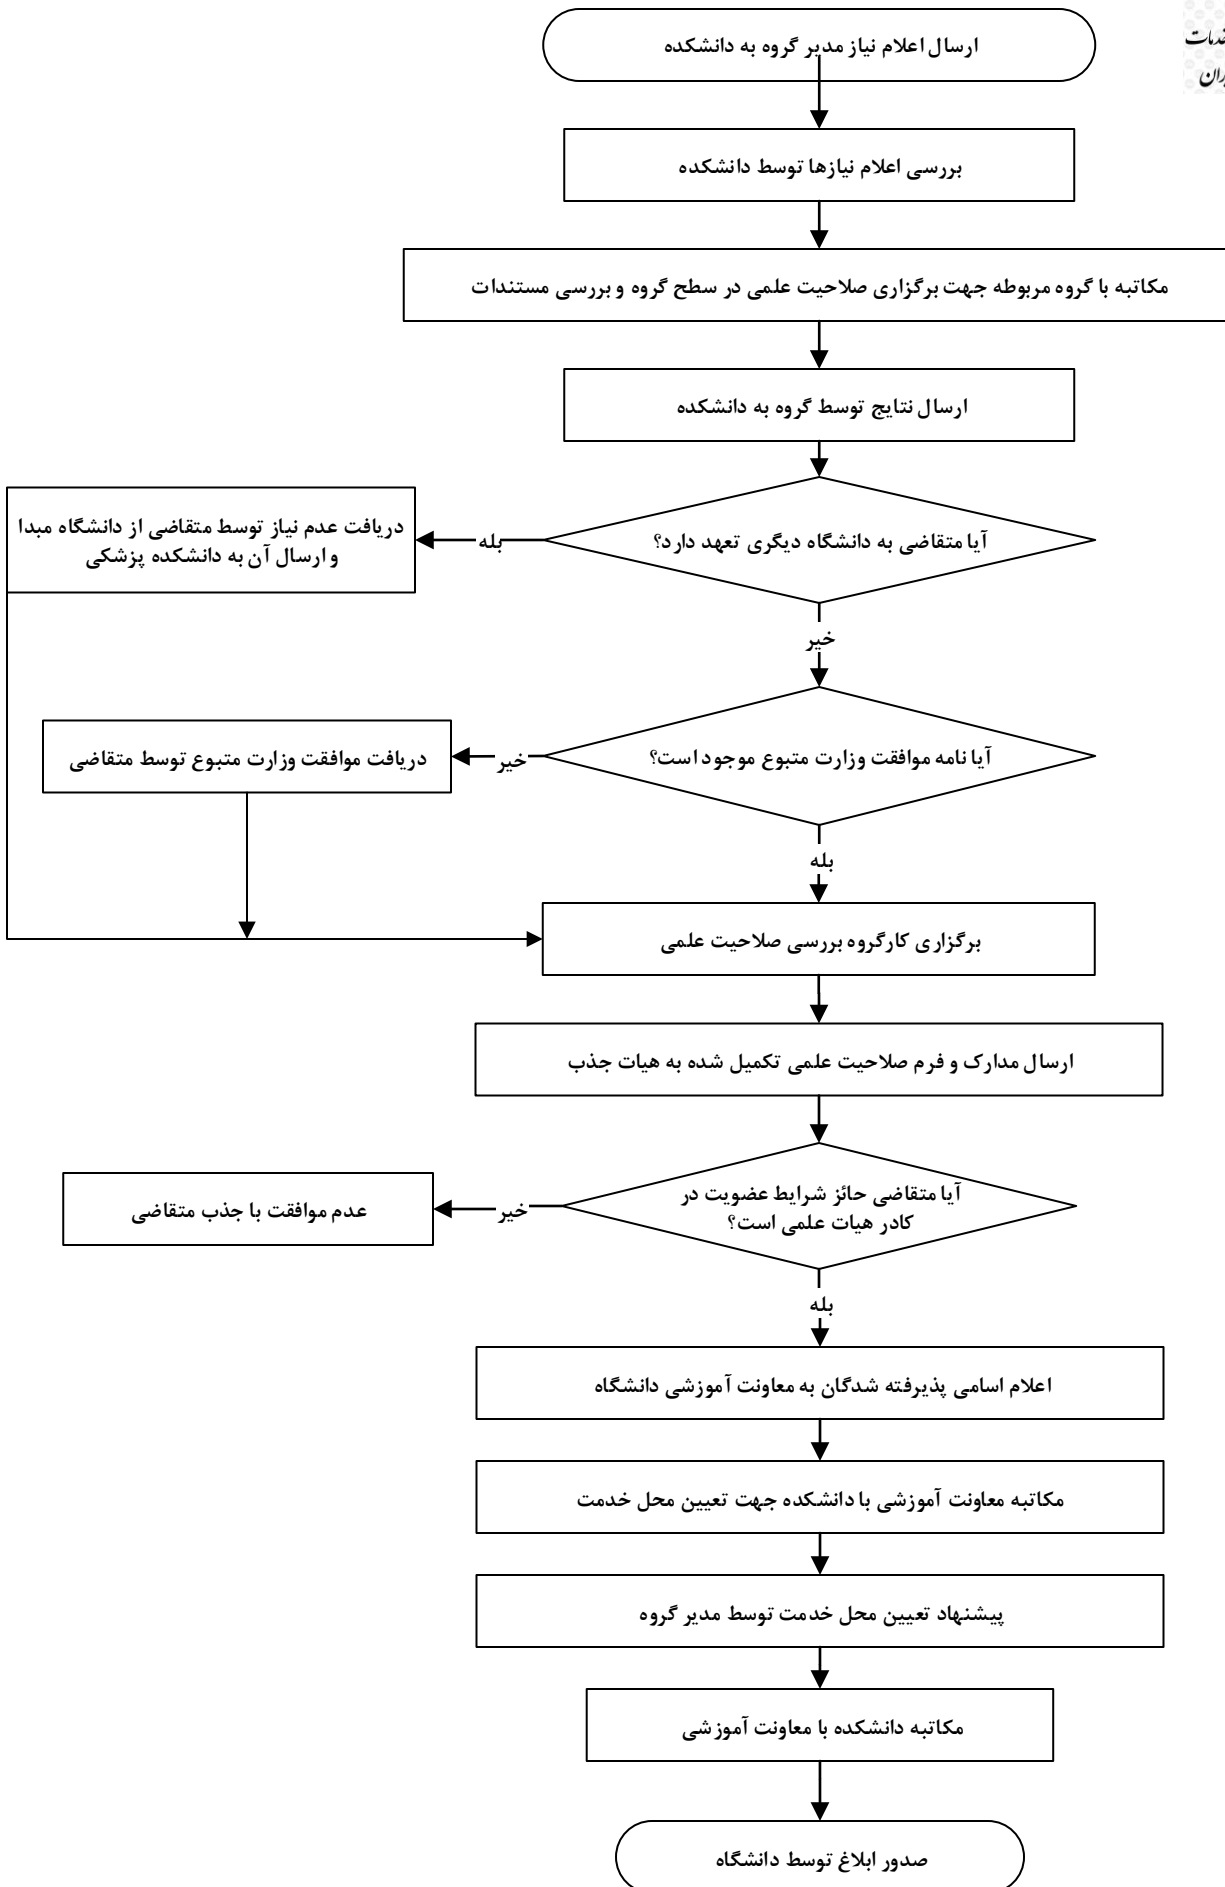 خدمات
ارسال اعلام نیاز مدیر گروه به دانشکده
بررسی اعلام نیازها توسط دانشکده
مکاتبه با گروه مربوطه جهت برگزاری صلاحیت علمی در سطح گروه و بررسی مستندات
ارسال نتایج توسط گروه به دانشکده
آیا متقاضی به دانشگاه دیگری تعهد دارد؟
بله
دریافت عدم نیاز توسط متقاضی از دانشگاه مبدا
و ارسال آن به دانشکده پزشکی
خیر
آیا نامه موافقت وزارت متبوع موجود است؟
خیر
دریافت موافقت وزارت متبوع توسط متقاضی
بله
برگزاری کارگروه بررسی صلاحیت علمی
ارسال مدارک و فرم صلاحیت علمی تکمیل شده به هیات جذب
آیا متقاضی حائز شرایط عضویت در
کادر هیات علمی است؟
خیر
عدم موافقت با جذب متقاضی
بله
اعلام اسامی پذیرفته شدگان به معاونت آموزشی دانشگاه
مکاتبه معاونت آموزشی با دانشکده جهت تعیین محل خدمت
پیشنهاد تعیین محل خدمت توسط مدیر گروه
مکاتبه دانشکده با معاونت آموزشی
صدور ابلاغ توسط دانشگاه